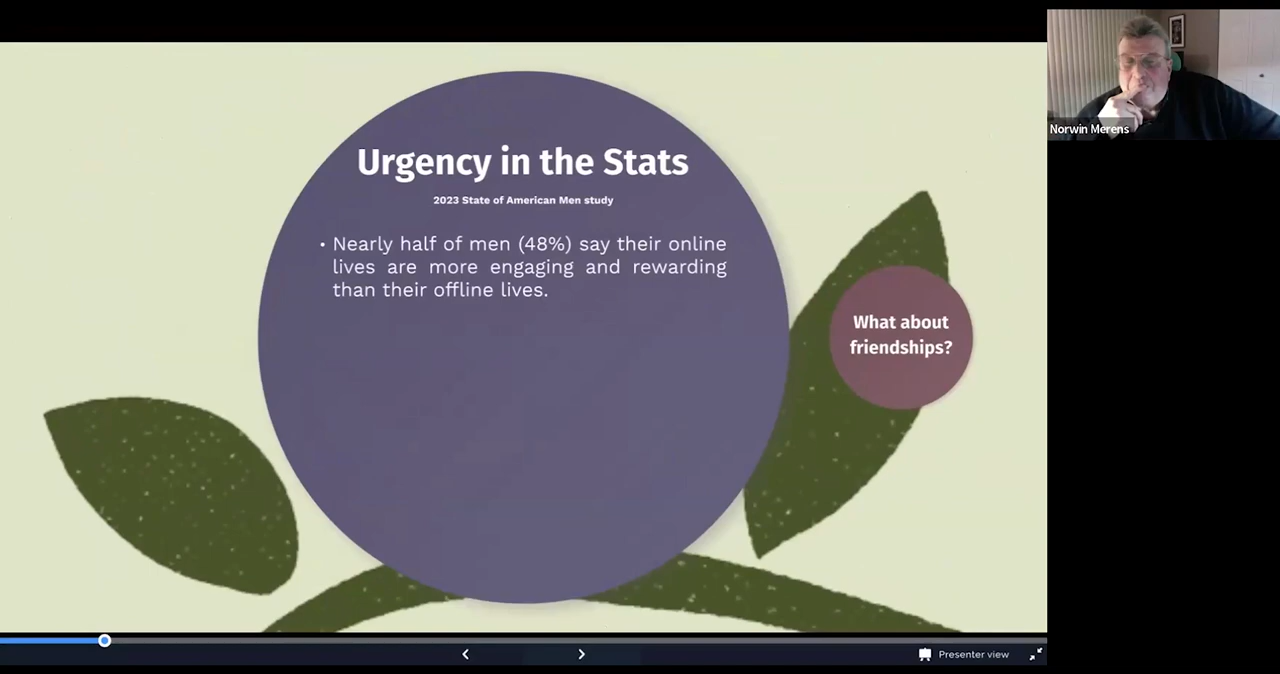 Urgency in the Stats
2023 State of American Men study
• Nearly half of men (48%) say their online
lives are more engaging and rewarding
than their offline lives.
What about
friendships?
Norwin Merens
Presenter view